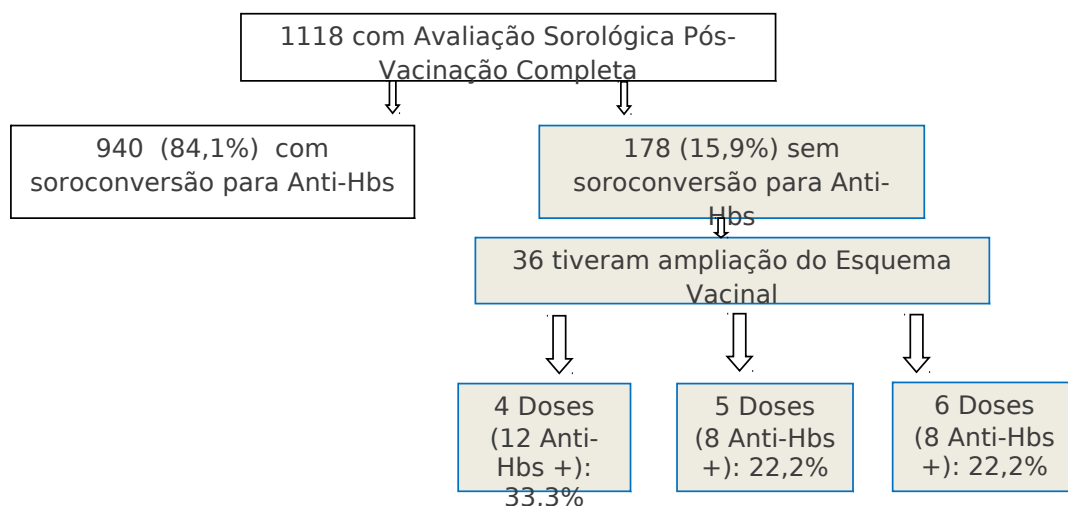 1118 com Avaliação Sorológica Pós-
Vacinação Completa
940  (84,1%)  com
soroconversão para Anti-Hbs
178 (15,9%) sem
soroconversão para Anti-
Hbs
36 tiveram ampliação do Esquema
Vacinal
4 Doses
(12 Anti-
Hbs +):
33,3%
5 Doses
(8 Anti-Hbs
+): 22,2%
6 Doses
(8 Anti-Hbs
+): 22,2%